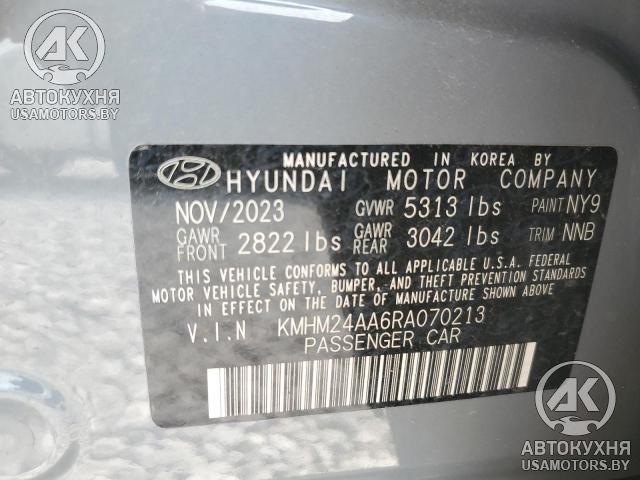 AK
АВТОКУХНЯ
USAMOTORS.BY
MANUFACTURED IN KOREA BY
HYUNDAI MOTOR COMPANY
NOV/2023 GVWR 5313 lbs PAINT NY9
GAWR FRONT 2822 lbs GAWR REAR 3042 lbs TRIM NNB
THIS VEHICLE CONFORMS TO ALL APPLICABLE U.S.A. FEDERAL
MOTOR VEHICLE SAFETY, BUMPER, AND THEFT PREVENTION STANDARDS
IN EFFECT ON THE DATE OF MANUFACTURE SHOWN ABOVE.
V.I.N KMHM24AA6RA070213
PASSENGER CAR
AK
АВТОКУХНЯ
USAMOTORS.BY